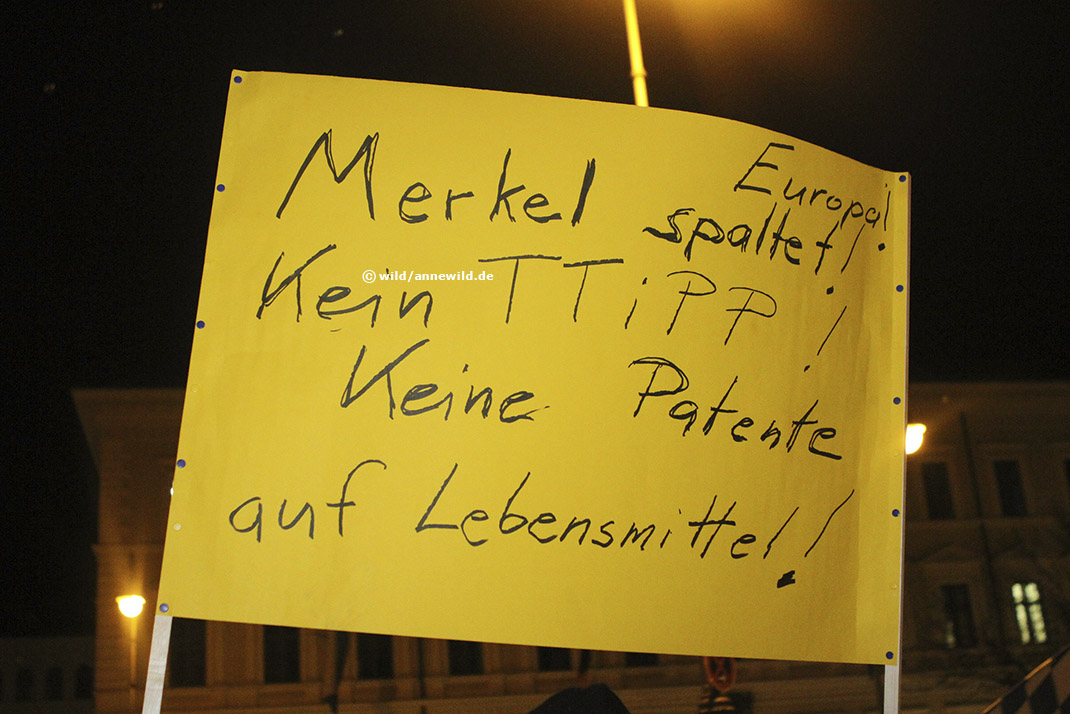 Merkel spaltet!
Europa!
Kein TTiPP!
Keine Patente
auf Lebensmittel!
© wild/annewild.de